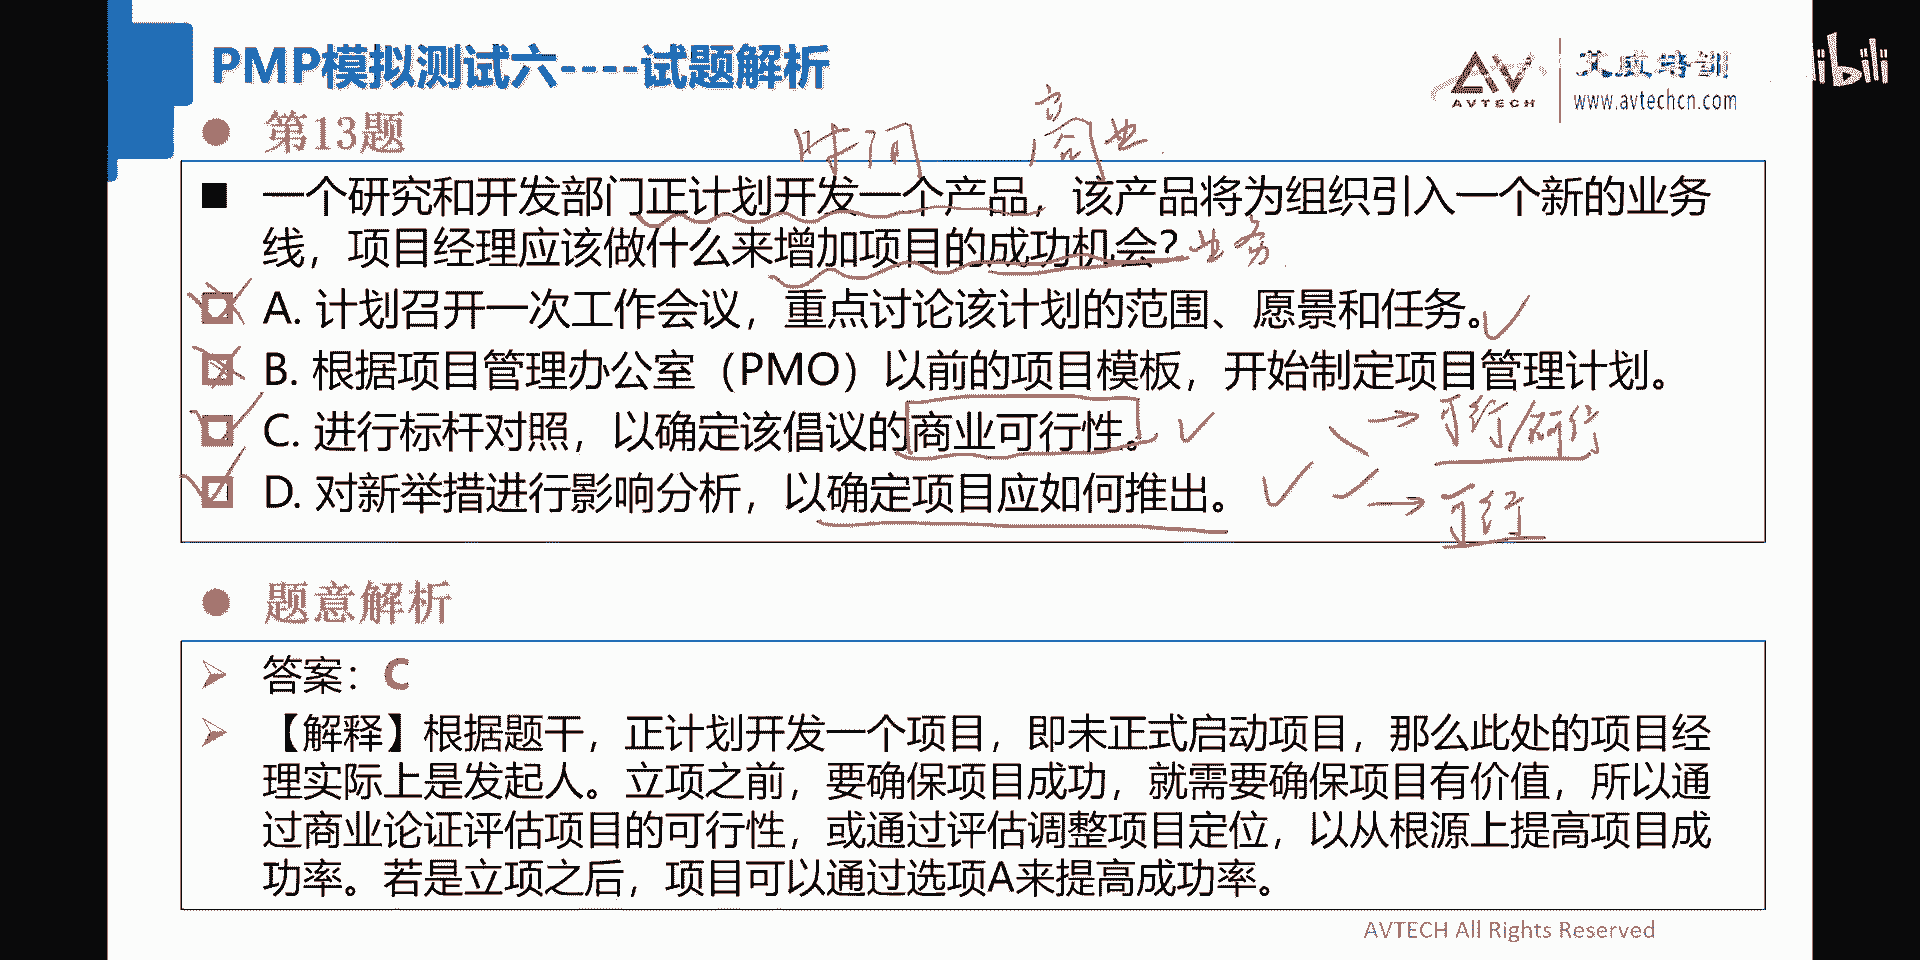 PMP模拟测试六----试题解析
AVTECH
艾威培训
www.avtechcn.com
bili
第13题
时间
商业
一个研究和开发部门正计划开发一个产品，该产品将为组织引入一个新的业务
线，项目经理应该做什么来增加项目的成功机会？
业务
A. 计划召开一次工作会议，重点讨论该计划的范围、愿景和任务。
B. 根据项目管理办公室（PMO）以前的项目模板，开始制定项目管理计划。
C. 进行标杆对照，以确定该倡议的商业可行性。
可行/研行
D. 对新举措进行影响分析，以确定项目应如何推出。
可行
题意解析
答案：C
【解释】根据题干，正计划开发一个项目，即未正式启动项目，那么此处的项目经
理实际上是发起人。立项之前，要确保项目成功，就需要确保项目有价值，所以通
过商业论证评估项目的可行性，或通过评估调整项目定位，以从根源上提高项目成
功率。若是立项之后，项目可以通过选项A来提高成功率。
AVTECH All Rights Reserved